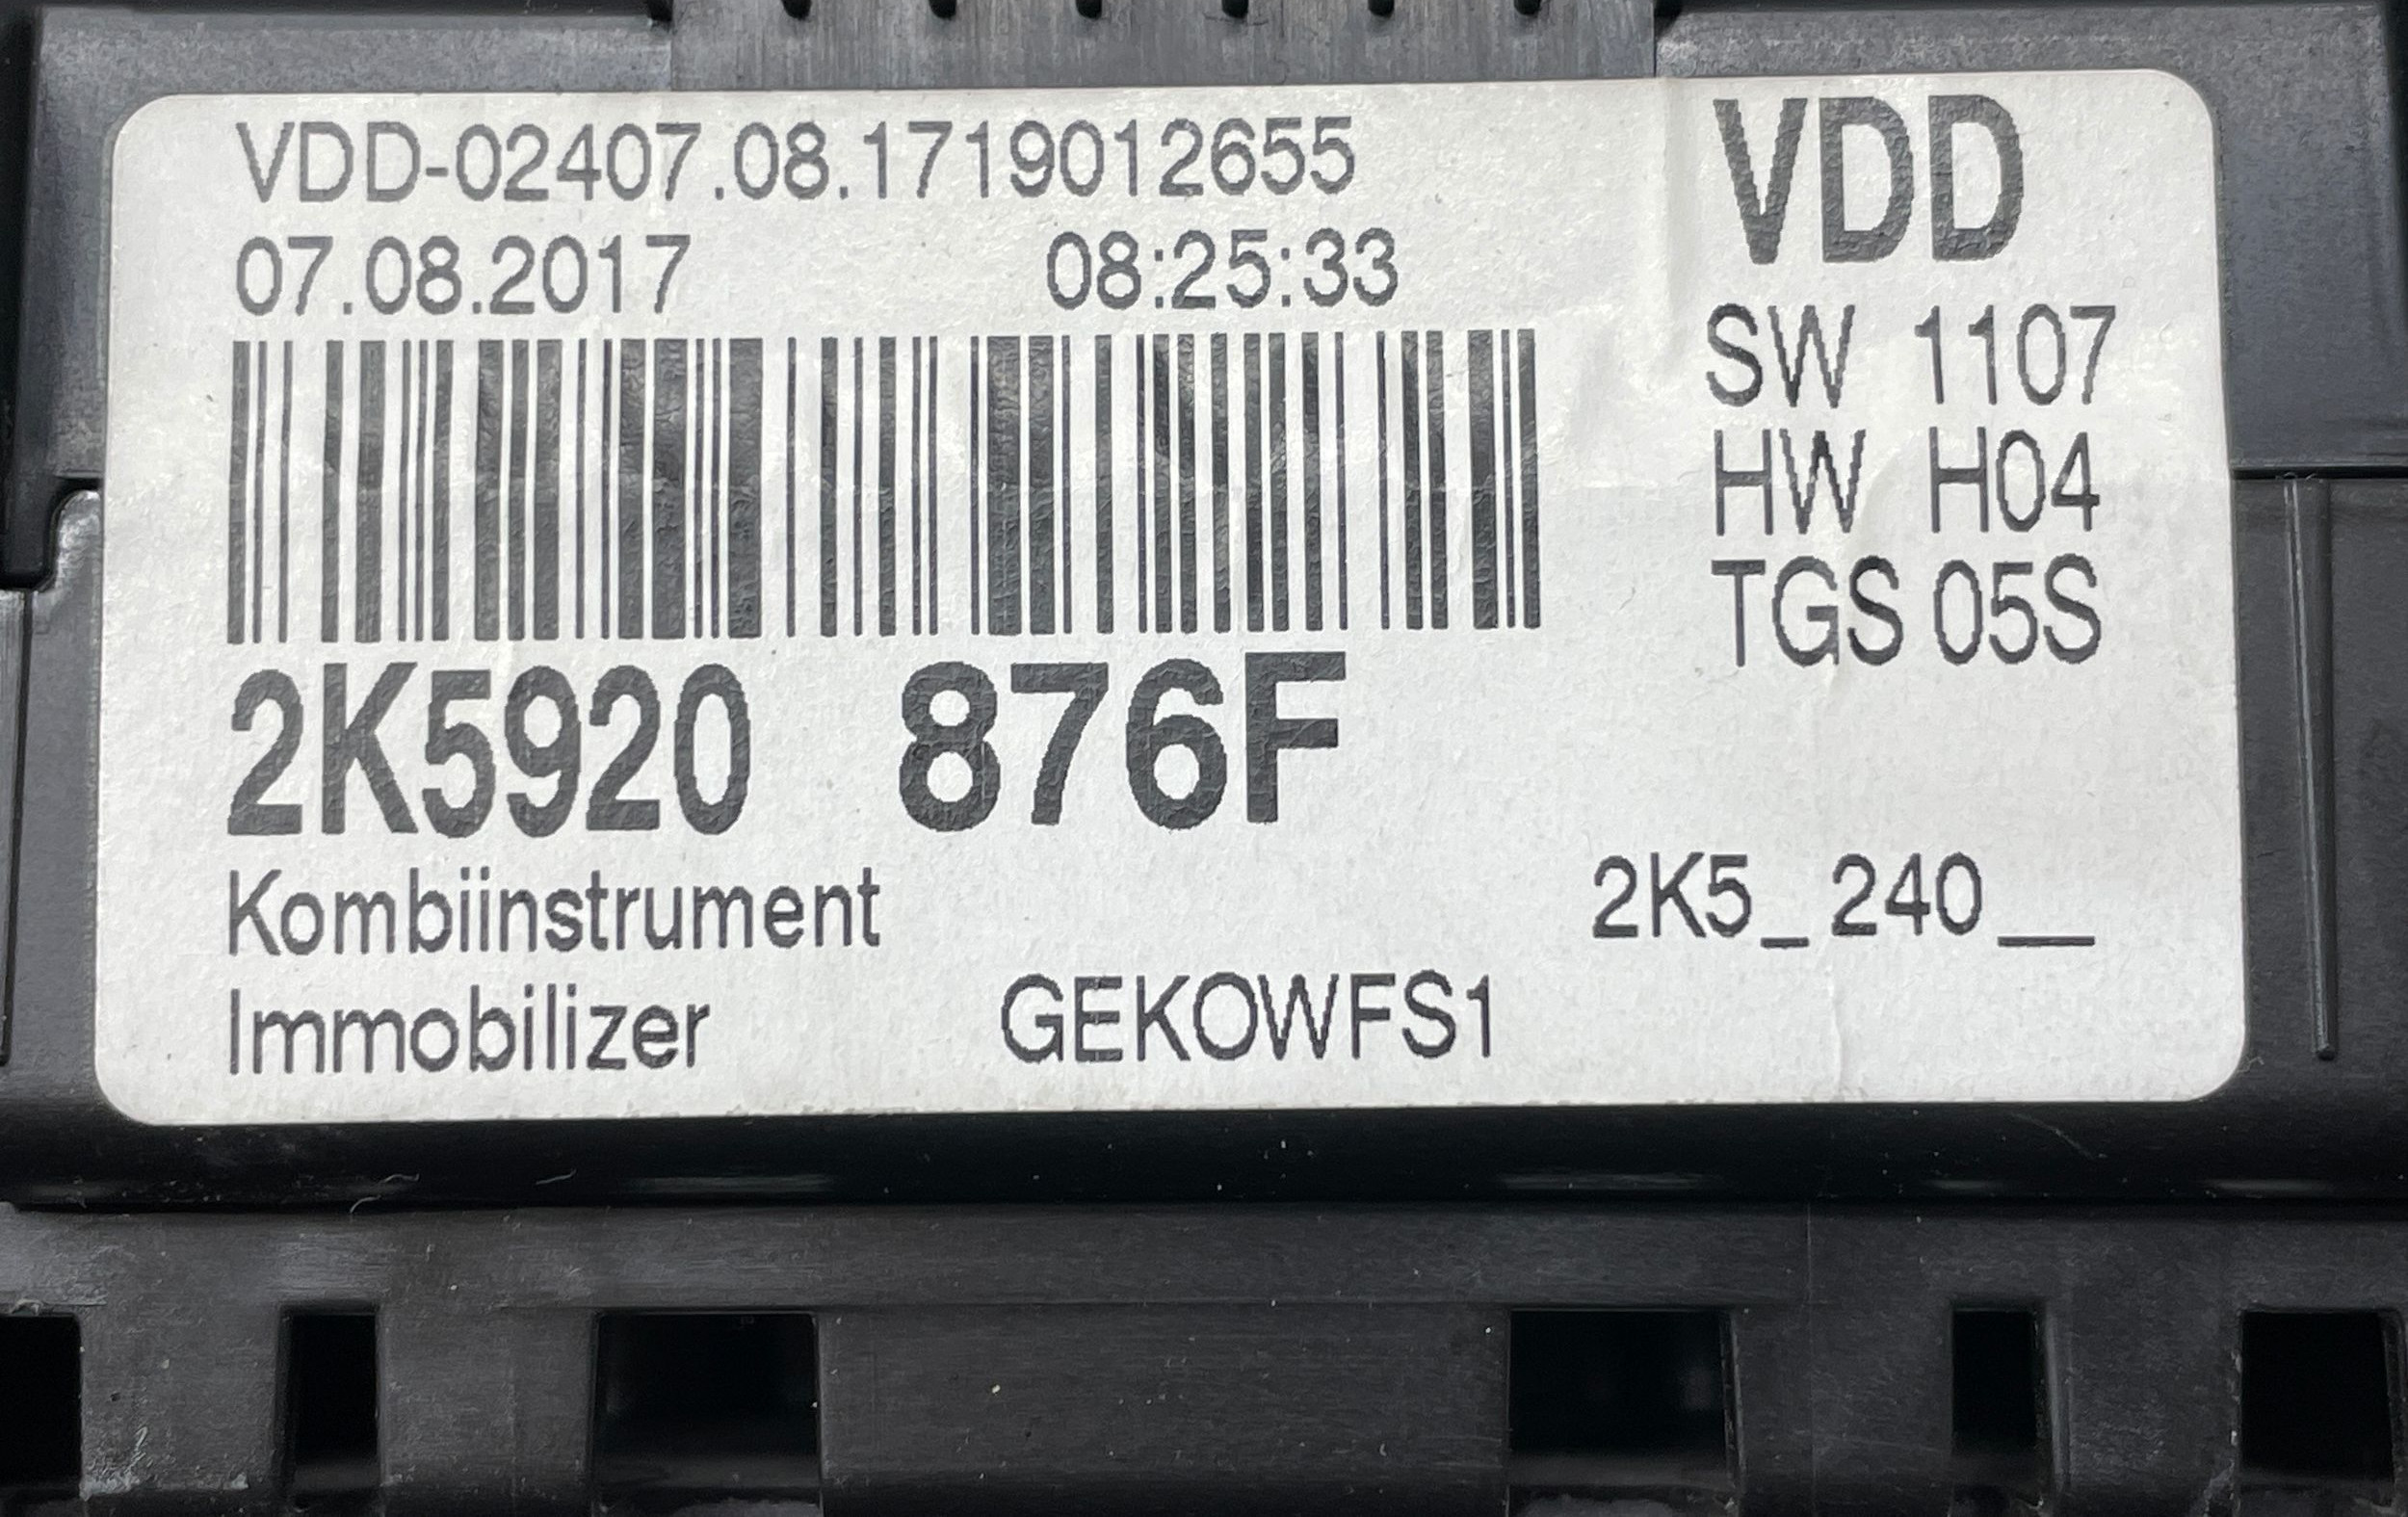 VDD-02407.08.1719012655
07.08.2017 08:25:33
VDD
SW 1107
HW H04
TGS 05S
2K5920 876F
Kombiinstrument
2K5_240__
Immobilizer GEKOWFS1